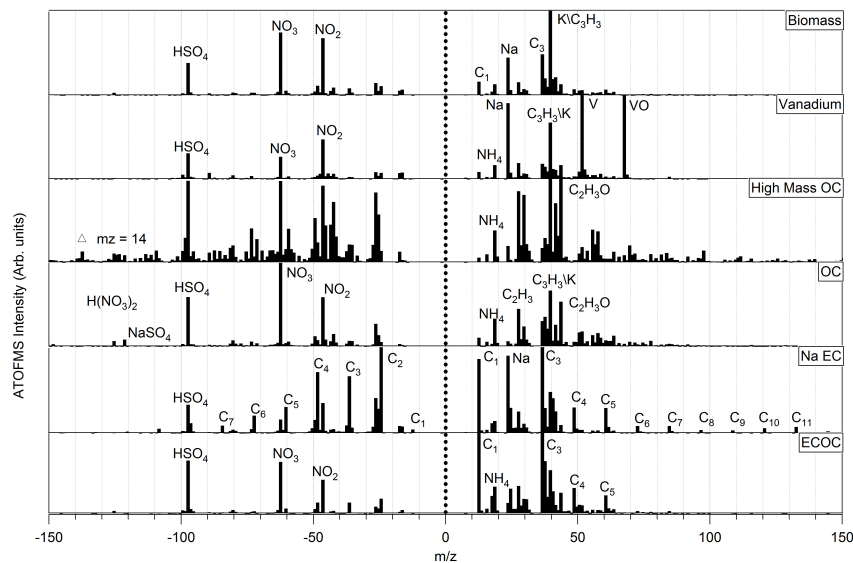 Biomass
HSO₄
NO₃
NO₂
C₁
Na
C₃
K\C₃H₃
Vanadium
HSO₄
NO₃
NO₂
NH₄
Na
C₃H₃\K
V
VO
High Mass OC
△ mz = 14
NH₄
C₂H₃O
OC
H(NO₃)₂
NaSO₄
HSO₄
NO₃
NO₂
NH₄
C₂H₃
C₃H₃\K
C₂H₃O
Na EC
HSO₄
C₇
C₆
C₅
C₄
C₃
C₂
C₁
C₁
Na
C₃
C₄
C₅
C₆
C₇
C₈
C₉
C₁₀
C₁₁
ECOC
HSO₄
NO₃
NO₂
C₁
NH₄
C₃
C₄
C₅
ATOFMS Intensity (Arb. units)
-150 -100 -50 0 50 100 150
m/z